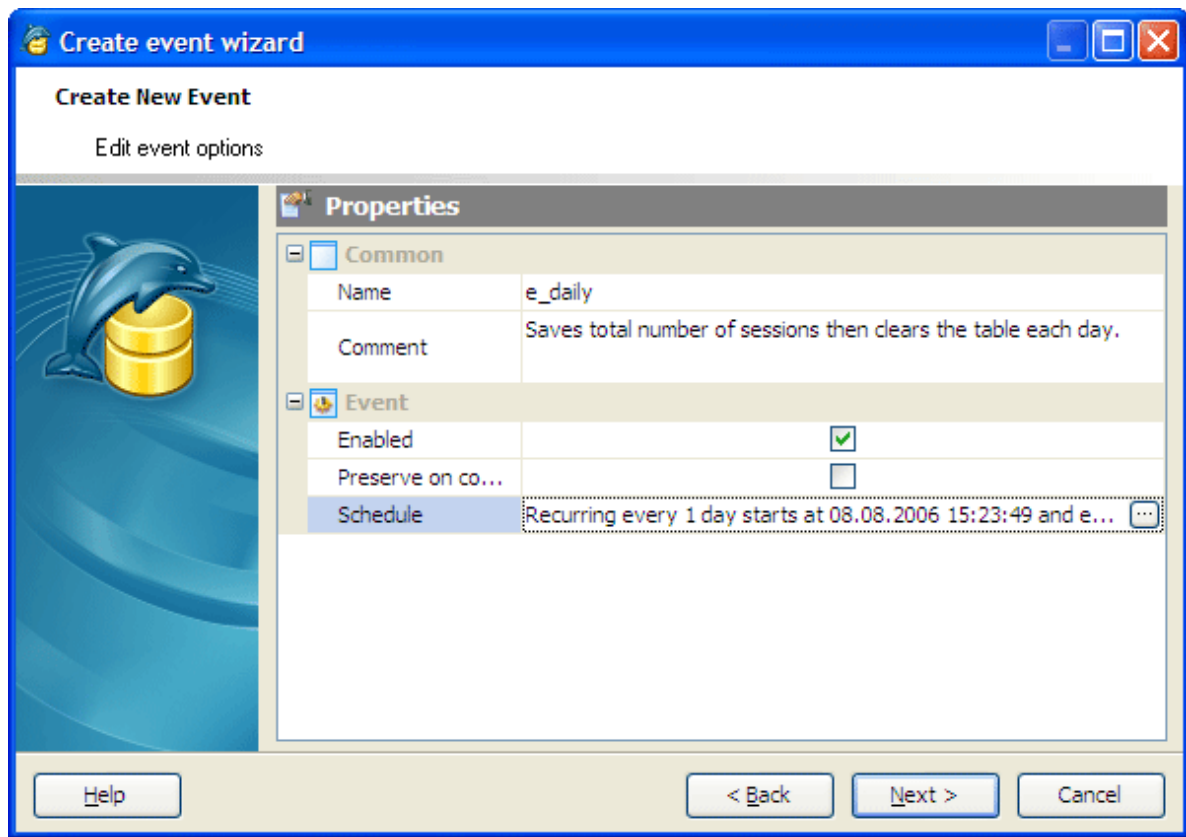 Create event wizard
Create New Event
Edit event options
Properties
Common
Name e_daily
Comment Saves total number of sessions then clears the table each day.
Event
Enabled
Preserve on co...
Schedule Recurring every 1 day starts at 08.08.2006 15:23:49 and e... ...
Help < Back Next > Cancel